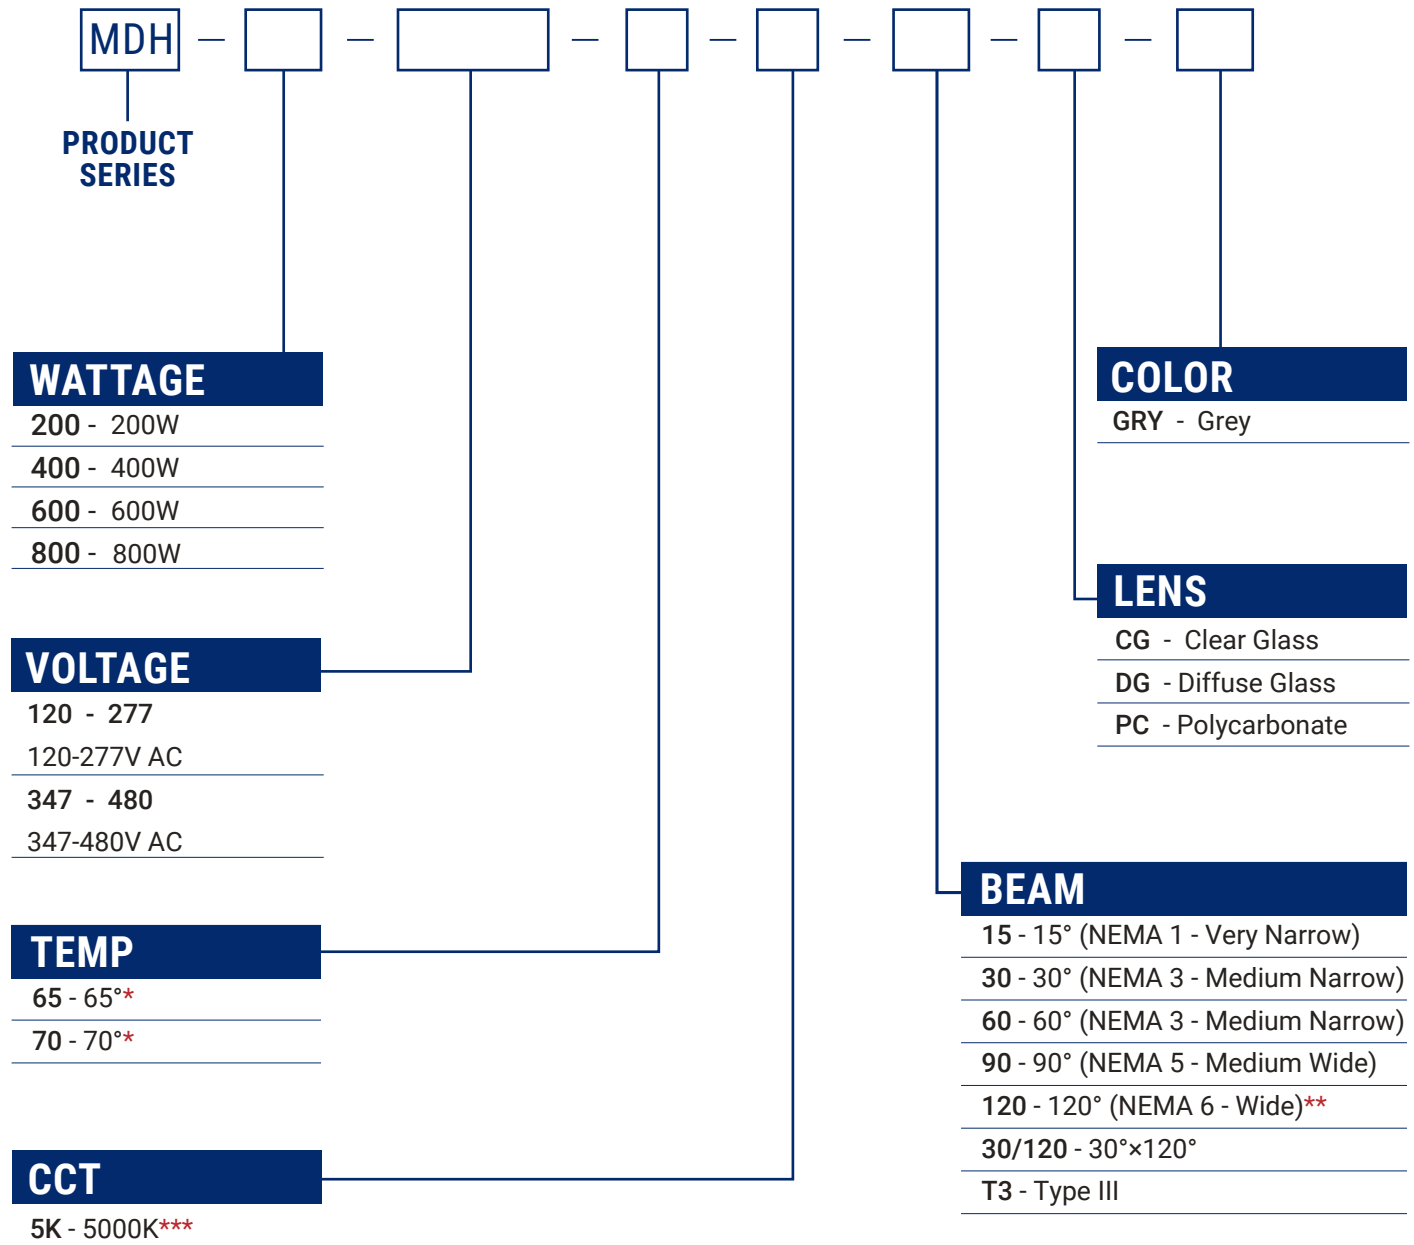 MDH — — — — — — —
PRODUCT
SERIES
WATTAGE
200 - 200W
400 - 400W
600 - 600W
800 - 800W
VOLTAGE
120 - 277
120-277V AC
347 - 480
347-480V AC
TEMP
65 - 65°*
70 - 70°*
CCT
5K - 5000K***
COLOR
GRY - Grey
LENS
CG - Clear Glass
DG - Diffuse Glass
PC - Polycarbonate
BEAM
15 - 15° (NEMA 1 - Very Narrow)
30 - 30° (NEMA 3 - Medium Narrow)
60 - 60° (NEMA 3 - Medium Narrow)
90 - 90° (NEMA 5 - Medium Wide)
120 - 120° (NEMA 6 - Wide)**
30/120 - 30°×120°
T3 - Type III